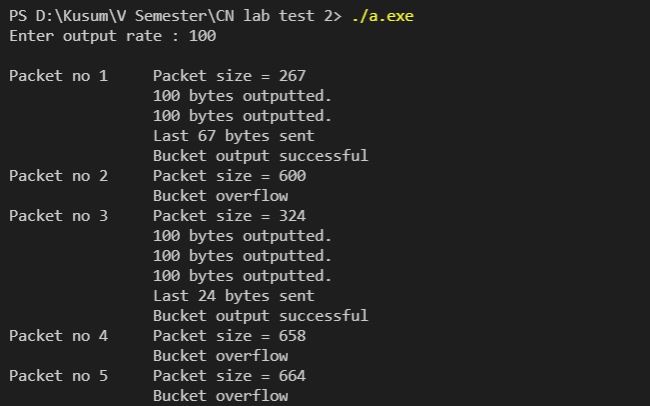 PS D:\Kusum\V Semester\CN lab test 2> ./a.exe
Enter output rate : 100
Packet no 1     Packet size = 267
                100 bytes outputted.
                100 bytes outputted.
                Last 67 bytes sent
                Bucket output successful
Packet no 2     Packet size = 600
                Bucket overflow
Packet no 3     Packet size = 324
                100 bytes outputted.
                100 bytes outputted.
                100 bytes outputted.
                Last 24 bytes sent
                Bucket output successful
Packet no 4     Packet size = 658
                Bucket overflow
Packet no 5     Packet size = 664
                Bucket overflow